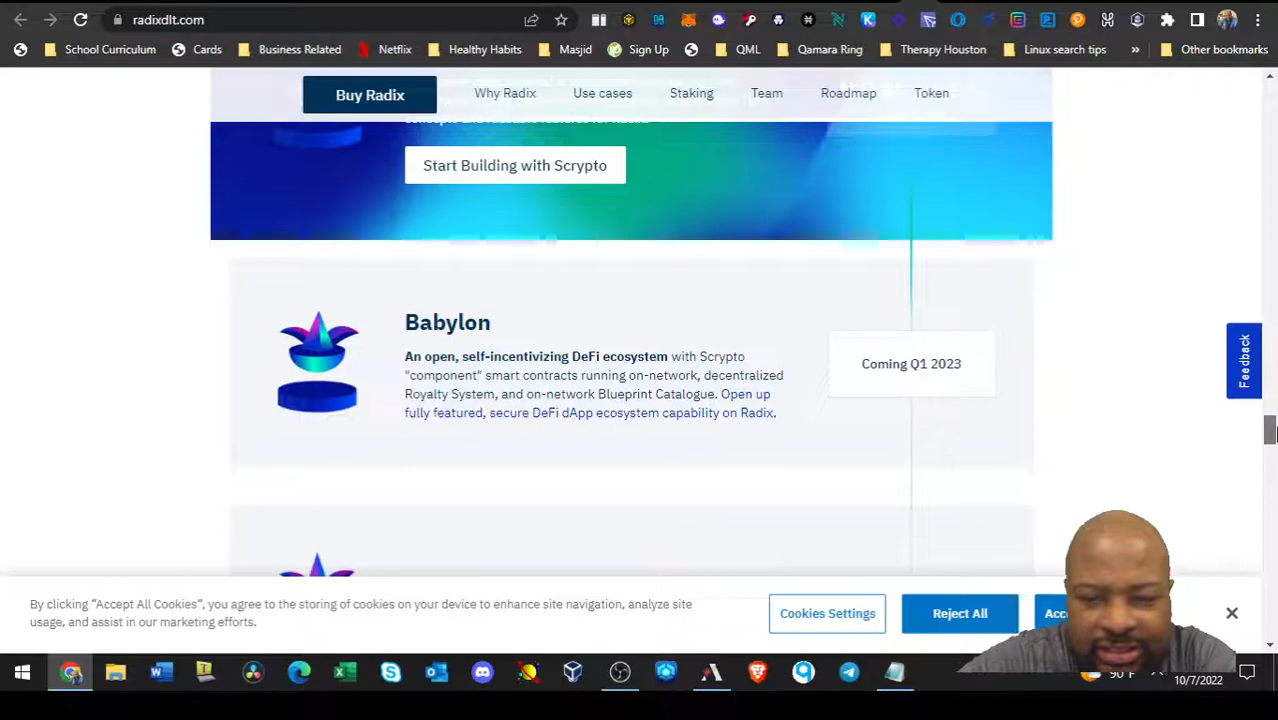 radixdlt.com
School Curriculum
Cards
Business Related
Netflix
Healthy Habits
Masjid
Sign Up
QML
Qamara Ring
Therapy Houston
Linux search tips
»
Other bookmarks
Buy Radix
Why Radix
Use cases
Staking
Team
Roadmap
Token
Start Building with Scrypto
Babylon
An open, self-incentivizing DeFi ecosystem with Scrypto
"component" smart contracts running on-network, decentralized
Royalty System, and on-network Blueprint Catalogue. Open up
fully featured, secure DeFi dApp ecosystem capability on Radix.
Coming Q1 2023
Feedback
By clicking “Accept All Cookies”, you agree to the storing of cookies on your device to enhance site navigation, analyze site
usage, and assist in our marketing efforts.
Cookies Settings
Reject All
10/7/2022